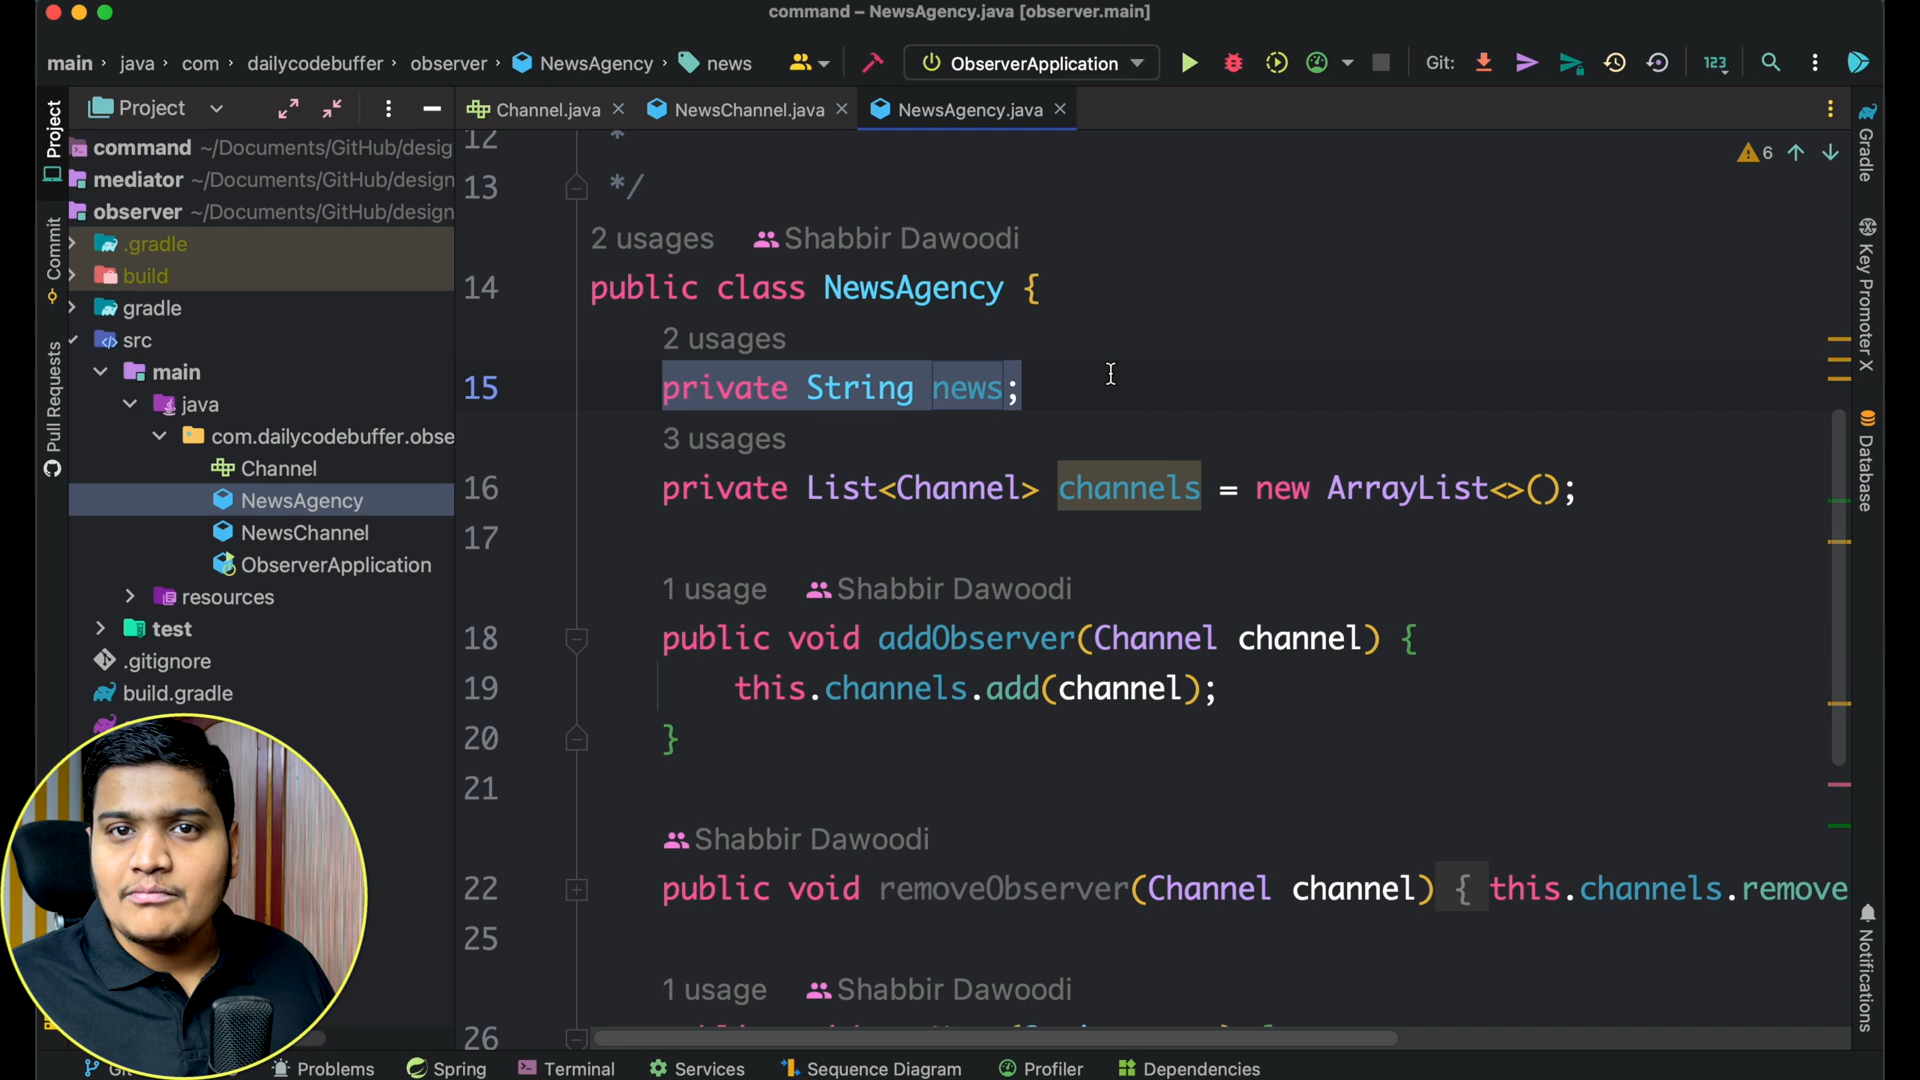 command – NewsAgency.java [observer.main]
main › java › com › dailycodebuffer › observer › NewsAgency › news
ObserverApplication
Git:
123
Project
Channel.java
NewsChannel.java
NewsAgency.java
Project
Commit
Pull Requests
command ~/Documents/GitHub/desig
mediator ~/Documents/GitHub/design
observer ~/Documents/GitHub/design
.gradle
build
gradle
src
main
java
com.dailycodebuffer.obse
Channel
NewsAgency
NewsChannel
ObserverApplication
resources
test
.gitignore
build.gradle
6
12 *
13 */
2 usages Shabbir Dawoodi
14 public class NewsAgency {
2 usages
15 private String news;
3 usages
16 private List<Channel> channels = new ArrayList<>();
17
1 usage Shabbir Dawoodi
18 public void addObserver(Channel channel) {
19 this.channels.add(channel);
20 }
21
Shabbir Dawoodi
22 public void removeObserver(Channel channel) { this.channels.remove
25
1 usage Shabbir Dawoodi
26
Gradle
Key Promoter X
Database
Notifications
Problems
Spring
Terminal
Services
Sequence Diagram
Profiler
Dependencies